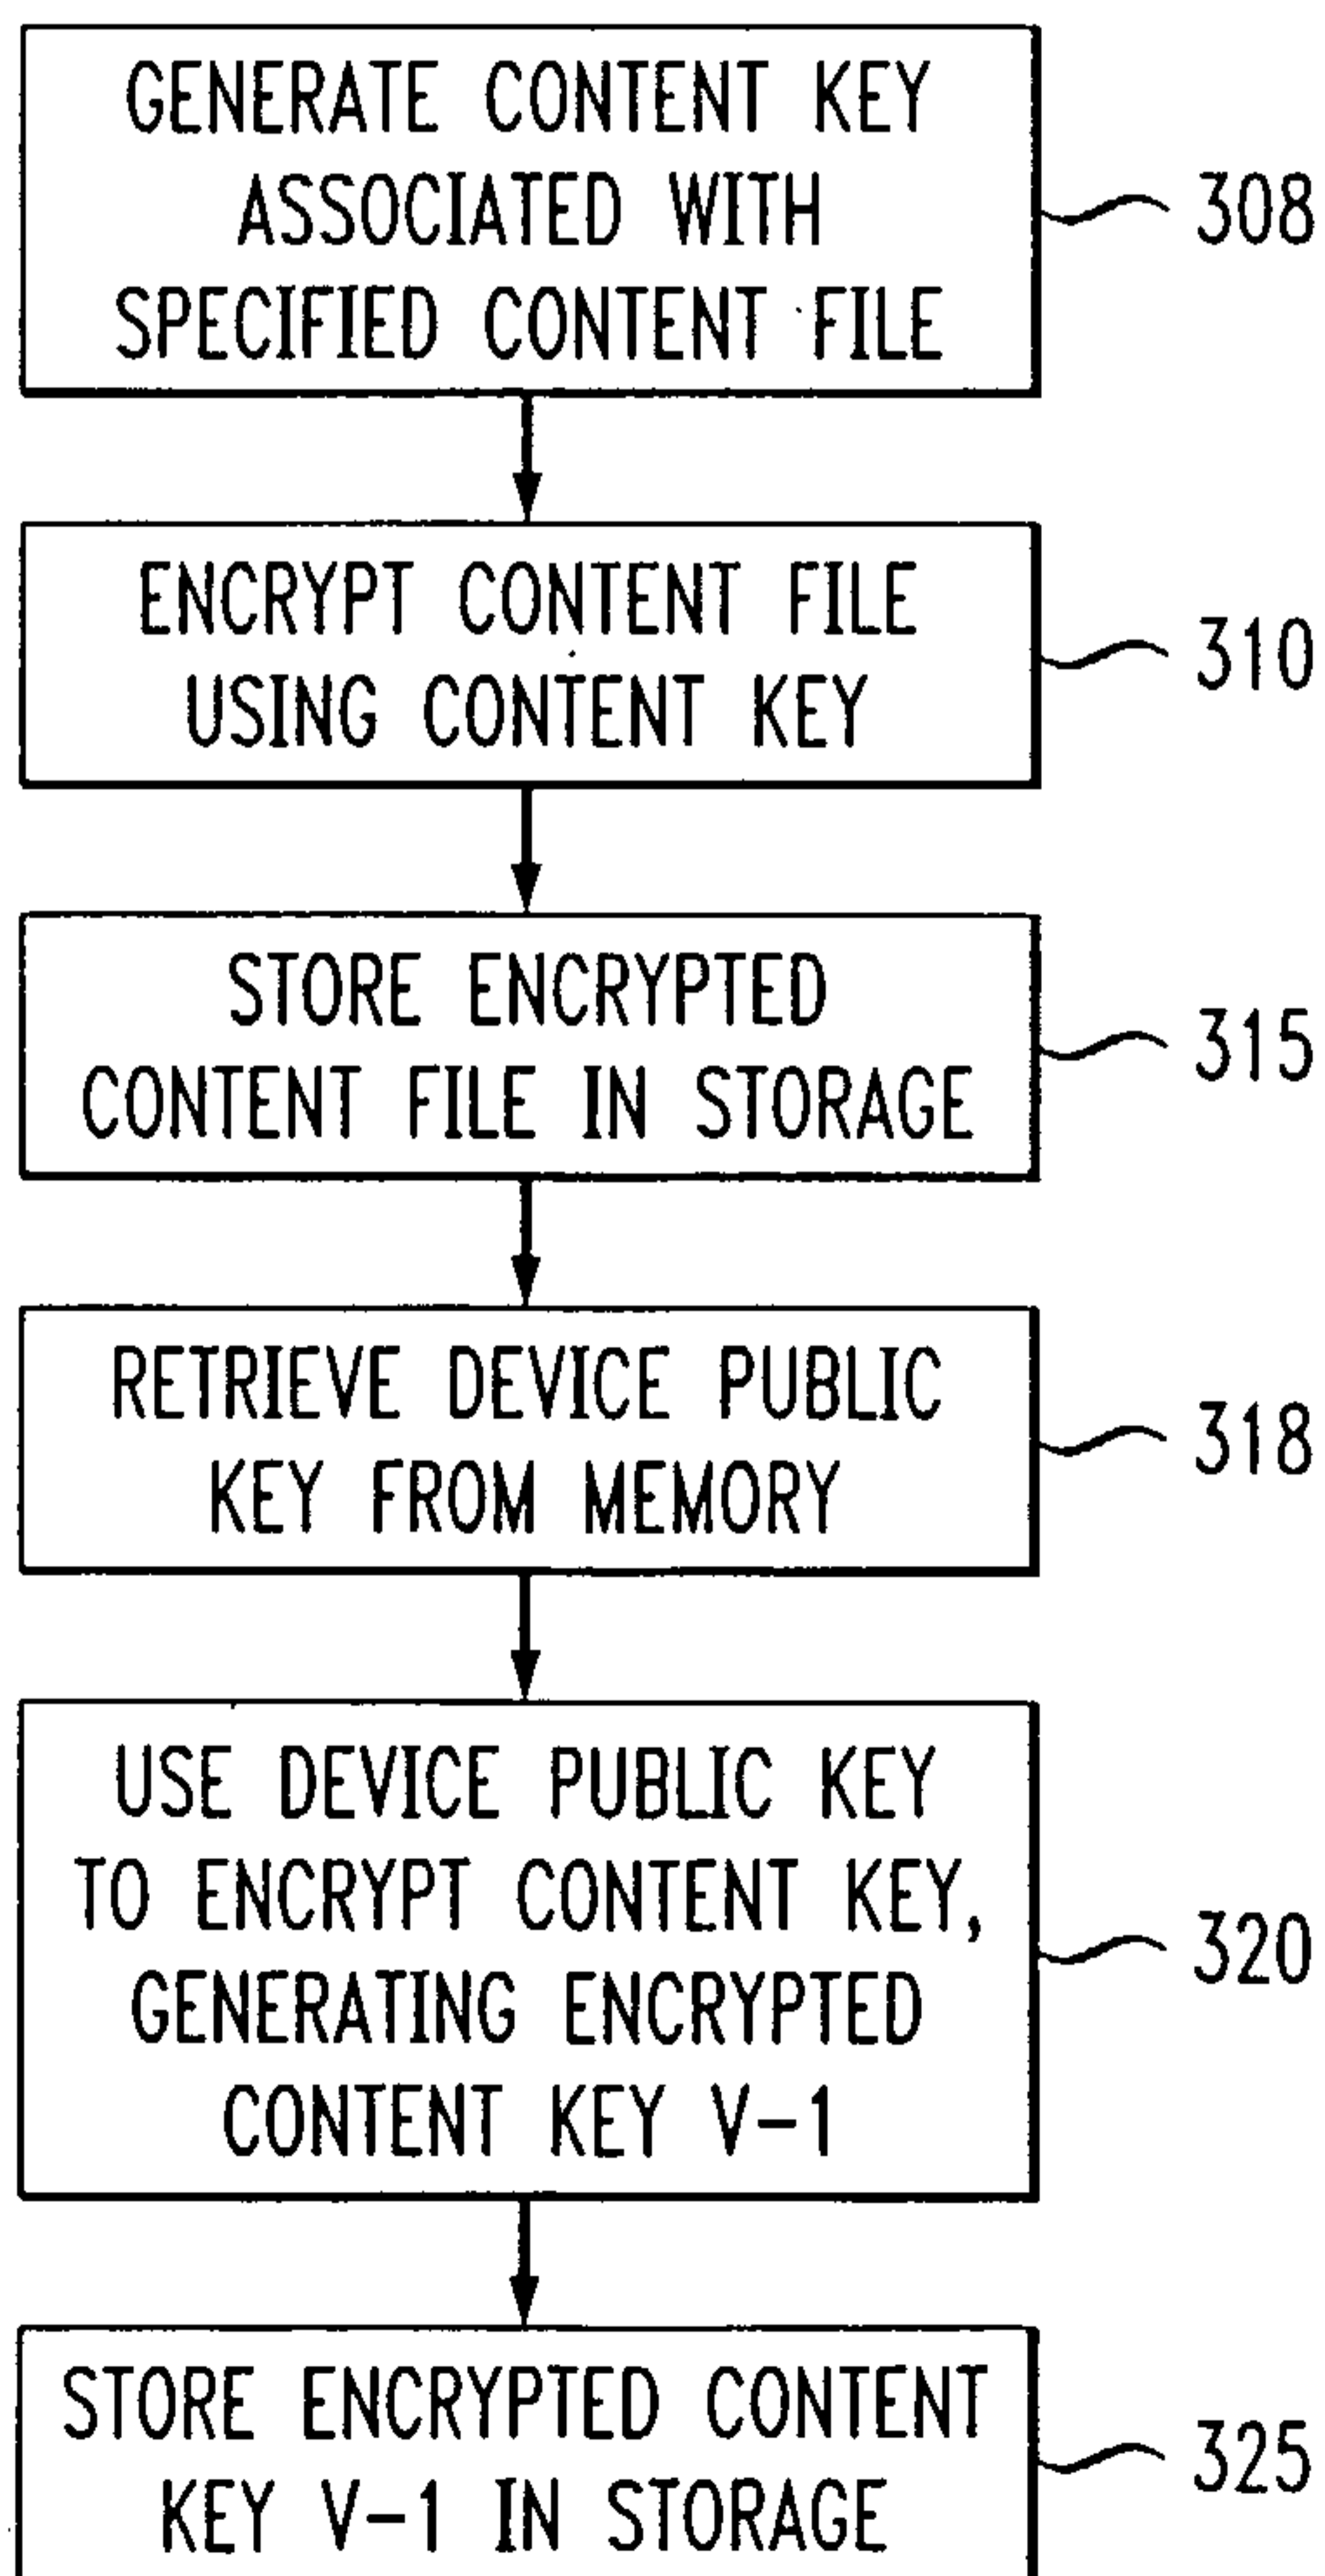 GENERATE CONTENT KEY
ASSOCIATED WITH
SPECIFIED CONTENT FILE
308
ENCRYPT CONTENT FILE
USING CONTENT KEY
310
STORE ENCRYPTED
CONTENT FILE IN STORAGE
315
RETRIEVE DEVICE PUBLIC
KEY FROM MEMORY
318
USE DEVICE PUBLIC KEY
TO ENCRYPT CONTENT KEY,
GENERATING ENCRYPTED
CONTENT KEY V-1
320
STORE ENCRYPTED CONTENT
KEY V-1 IN STORAGE
325